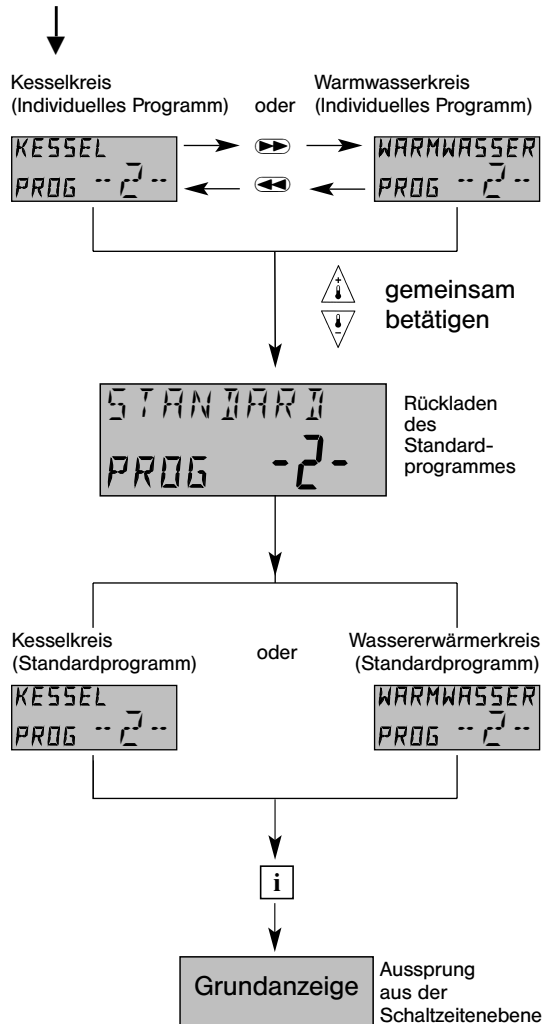 Kesselkreis
(Individuelles Programm)
oder
Warmwasserkreis
(Individuelles Programm)
KESSEL
PROG --2--
WARMWASSER
PROG --2--
gemeinsam
betätigen
STANDARD
PROG -2-
Rückladen
des
Standard-
programmes
Kesselkreis
(Standardprogramm)
oder
Wassererwärmerkreis
(Standardprogramm)
KESSEL
PROG --2--
WARMWASSER
PROG --2--
i
Grundanzeige
Aussprung
aus der
Schaltzeitenebene